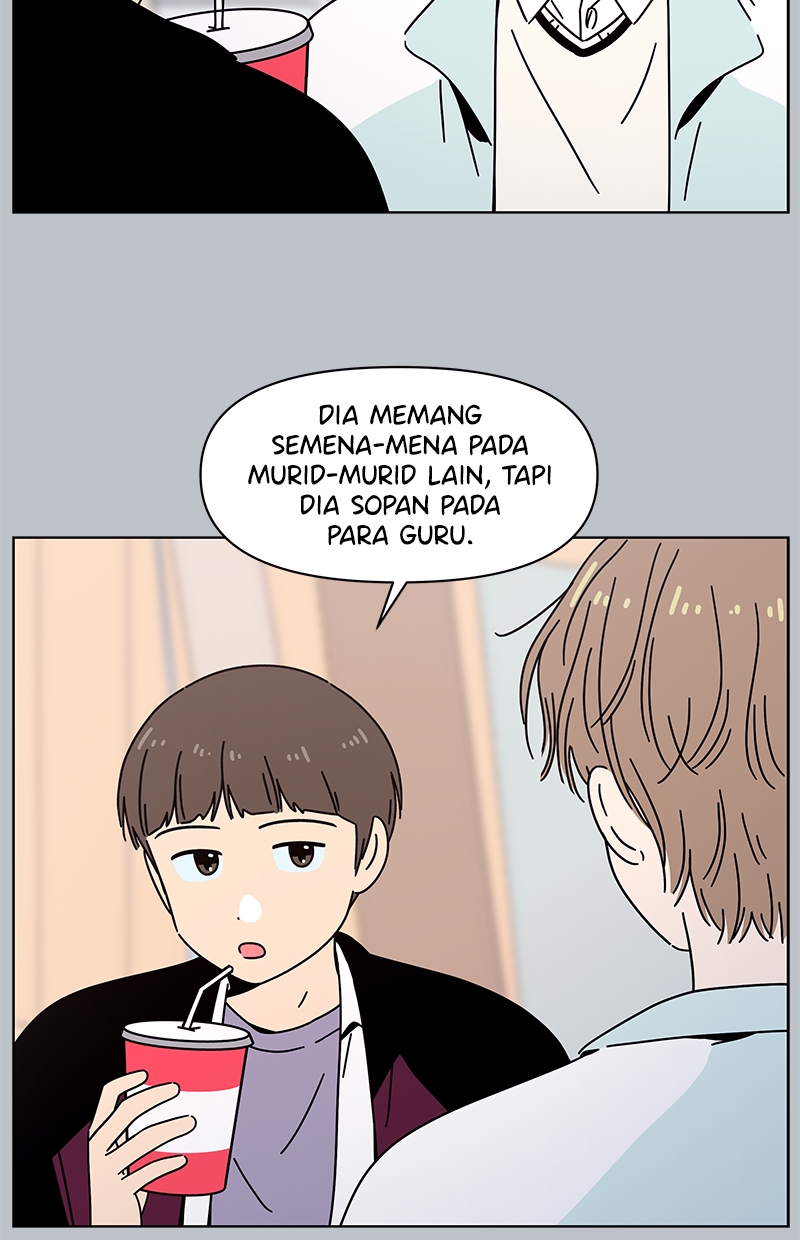 DIA MEMANG
SEMENA-MENA PADA
MURID-MURID LAIN, TAPI
DIA SOPAN PADA
PARA GURU.